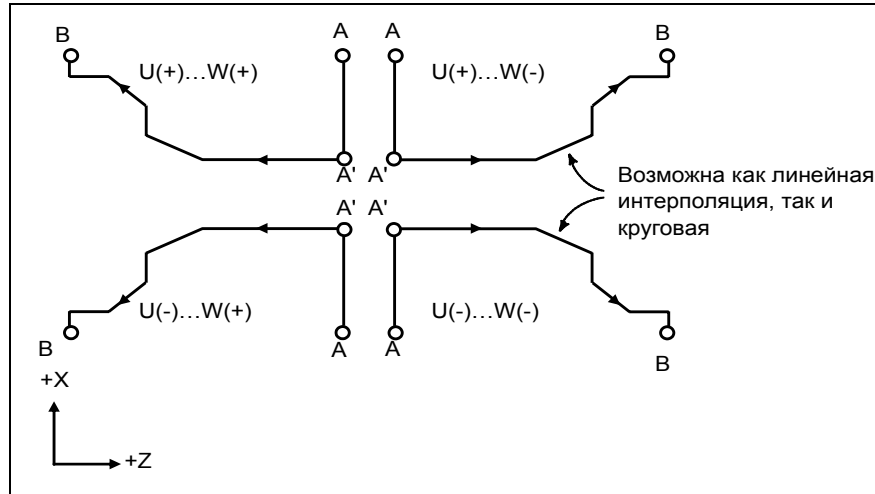 B
A
A
B
U(+)…W(+)
U(+)…W(-)
A'
A'
Возможна как линейная
интерполяция, так и
круговая
A'
A'
U(-)…W(+)
U(-)…W(-)
B
A
A
B
+X
+Z